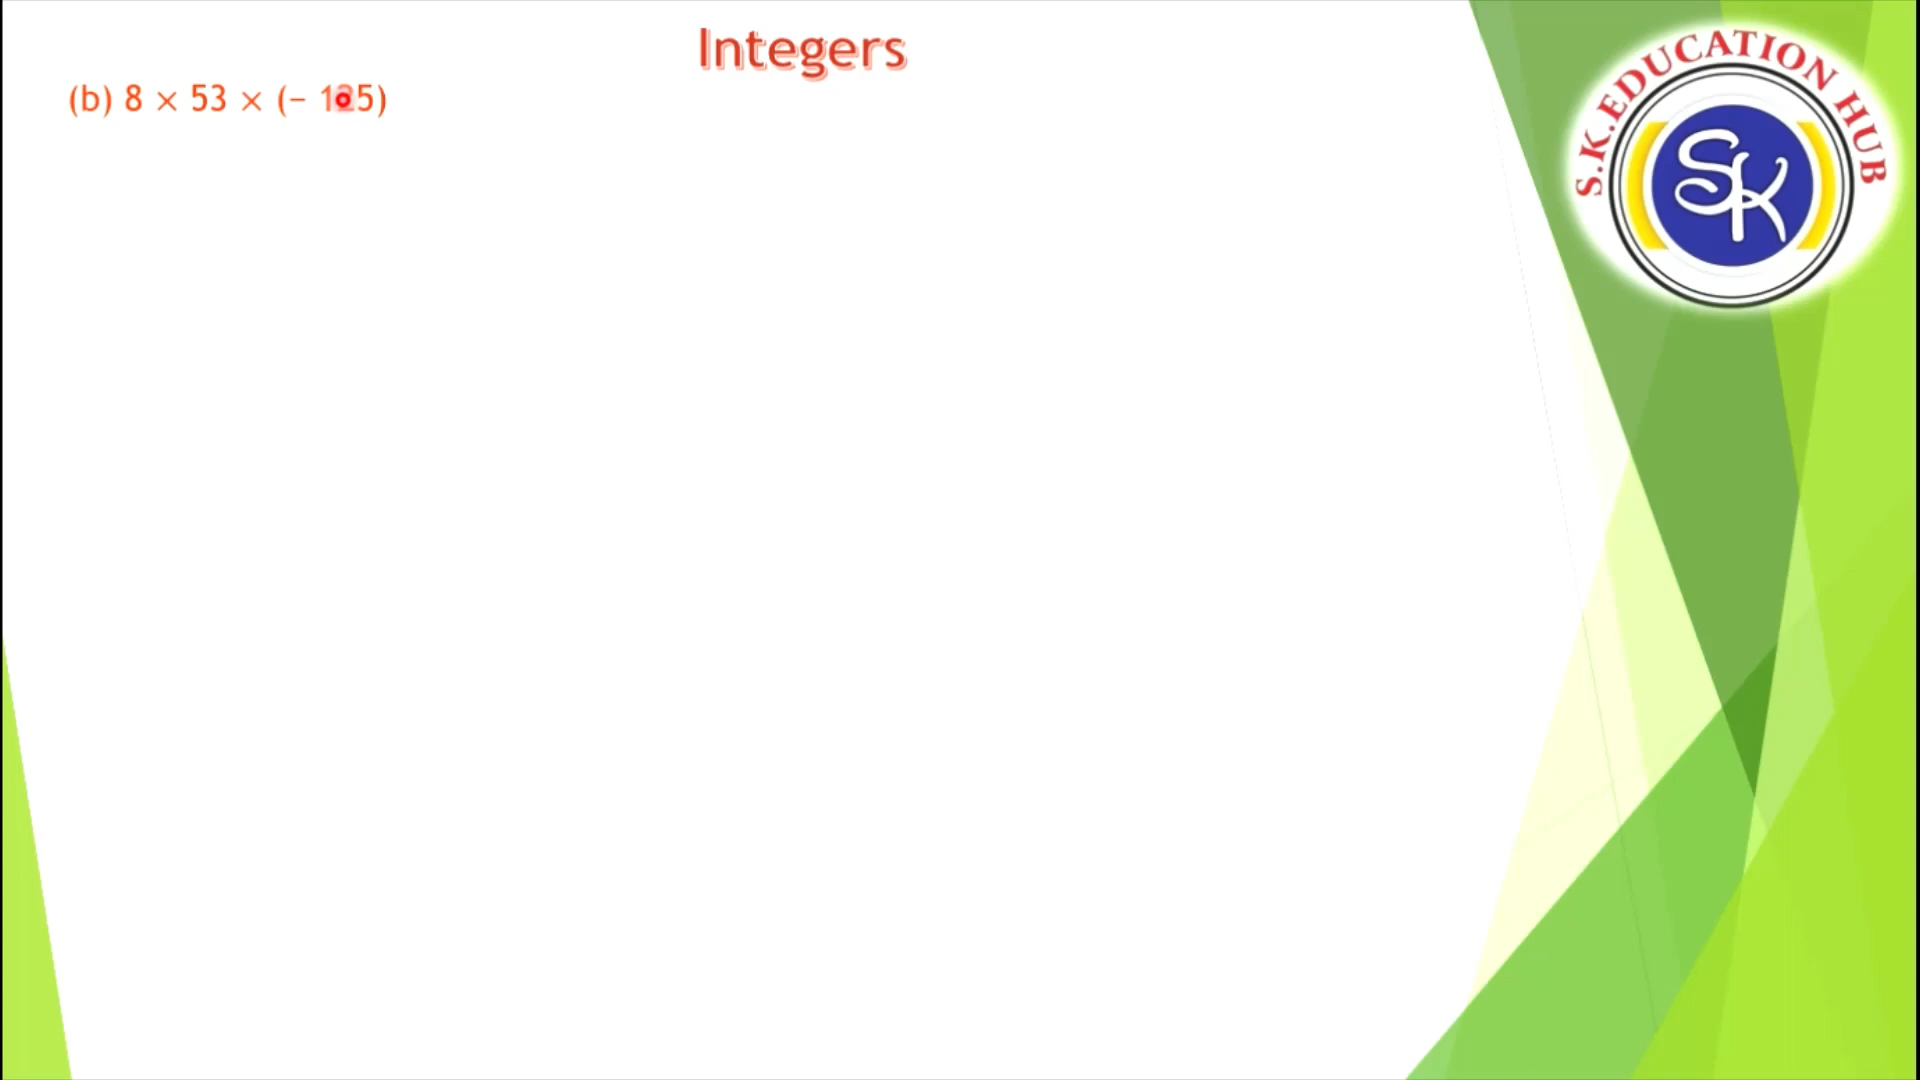 Integers
(b) 8 × 53 × (– 125)
S.K.EDUCATION HUB
SK